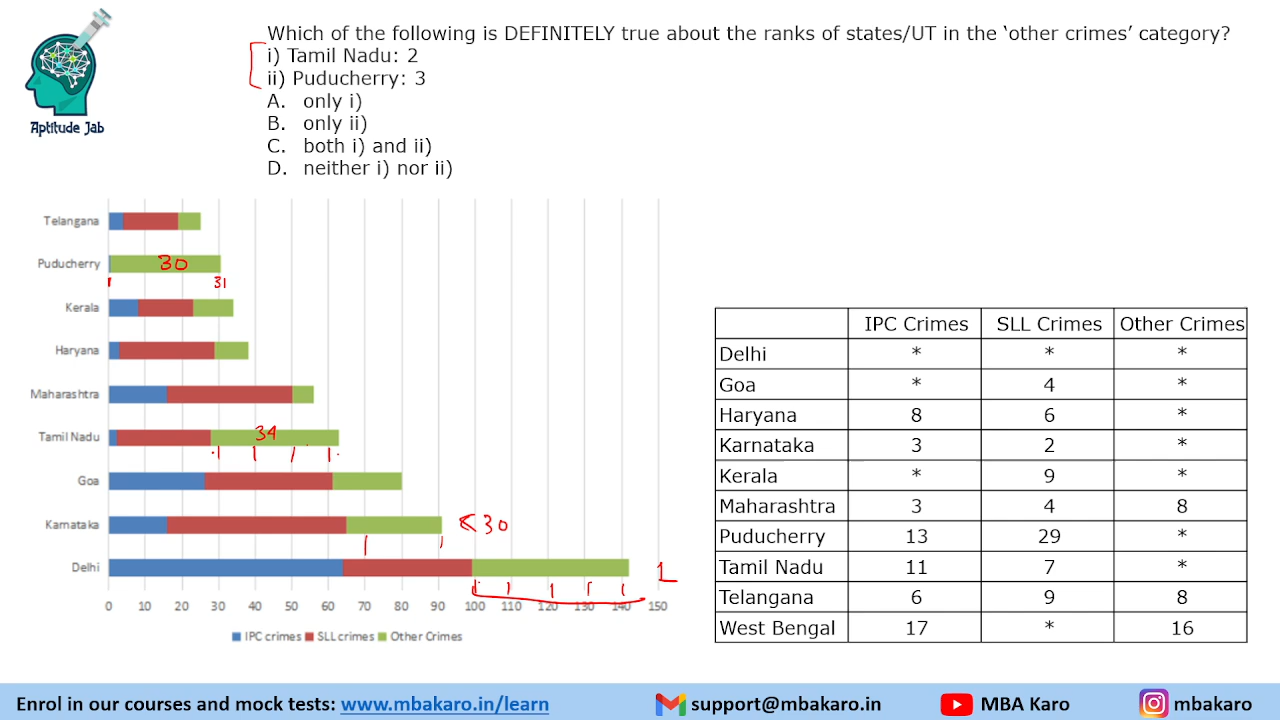 Which of the following is DEFINITELY true about the ranks of states/UT in the ‘other crimes’ category?
i) Tamil Nadu: 2
ii) Puducherry: 3
A. only i)
B. only ii)
C. both i) and ii)
D. neither i) nor ii)
Aptitude Jab
Telangana
Puducherry 30
31
Kerala
Haryana
Maharashtra
Tamil Nadu 34
Goa
Karnataka <30
Delhi 1
0 10 20 30 40 50 60 70 80 90 100 110 120 130 140 150
IPC crimes SLL crimes Other Crimes
IPC Crimes SLL Crimes Other Crimes
Delhi * * *
Goa * 4 *
Haryana 8 6 *
Karnataka 3 2 *
Kerala * 9 *
Maharashtra 3 4 8
Puducherry 13 29 *
Tamil Nadu 11 7 *
Telangana 6 9 8
West Bengal 17 * 16
Enrol in our courses and mock tests: www.mbakaro.in/learn support@mbakaro.in MBA Karo mbakaro